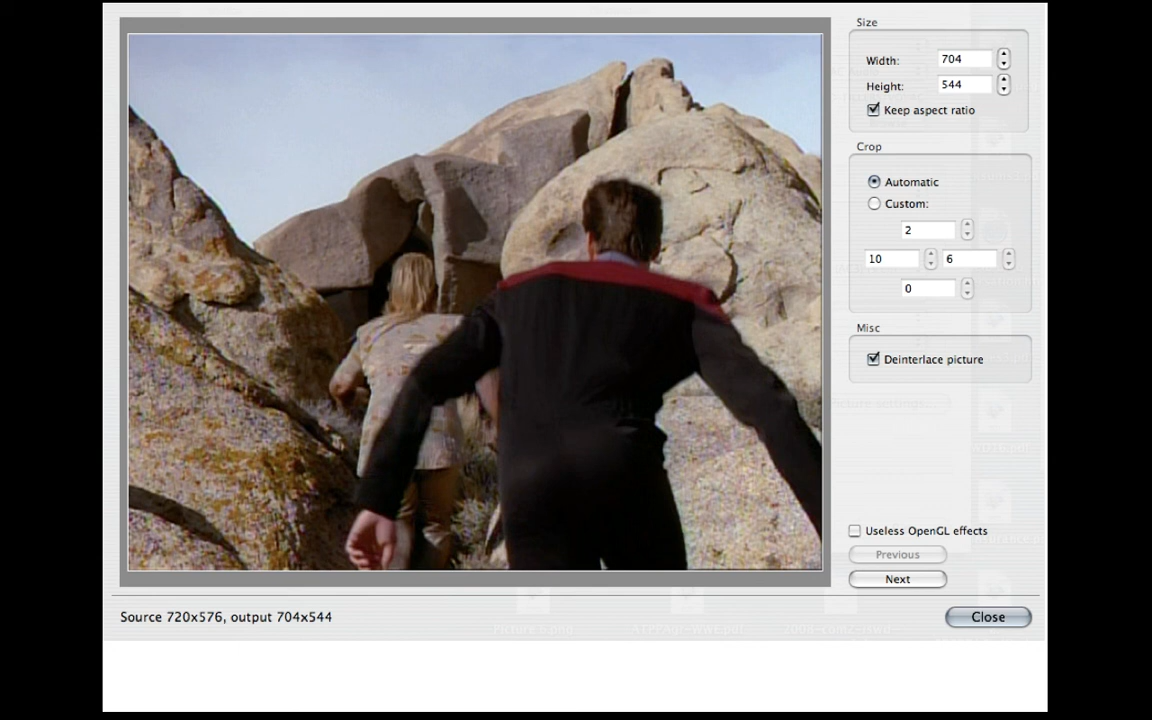 Size
Width: 704
Height: 544
Keep aspect ratio
Crop
Automatic
Custom:
2
10 6
0
Misc
Deinterlace picture
Useless OpenGL effects
Previous
Next
Source 720x576, output 704x544
Close